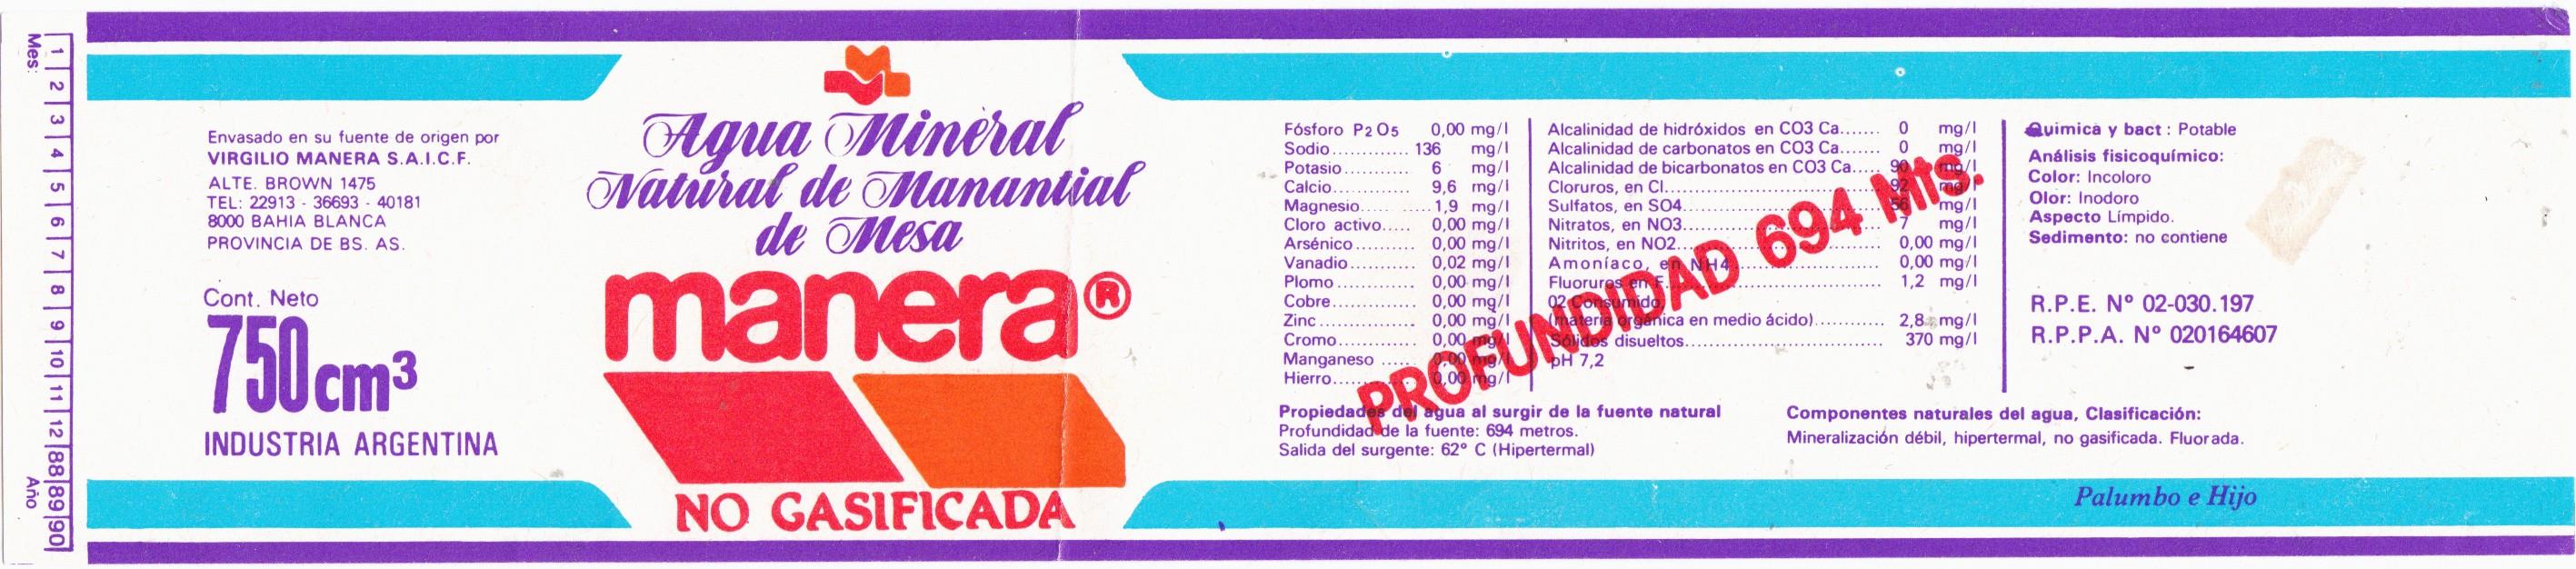 Mes:
1 2 3 4 5 6 7 8 9 10 11 12 88 89 90
Año
Envasado en su fuente de origen por
VIRGILIO MANERA S.A.I.C.F.
ALTE. BROWN 1475
TEL: 22913 - 36693 - 40181
8000 BAHIA BLANCA
PROVINCIA DE BS. AS.
Cont. Neto
750 cm³
INDUSTRIA ARGENTINA
Agua Mineral
Natural de Manantial
de Mesa
manera®
NO GASIFICADA
Fósforo P2 O5 0,00 mg/l
Sodio............ 136 mg/l
Potasio........... 6 mg/l
Calcio............ 9,6 mg/l
Magnesio..... .....1,9 mg/l
Cloro activo..... 0,00 mg/l
Arsénico.......... 0,00 mg/l
Vanadio........... 0,02 mg/l
Plomo............. 0,00 mg/l
Cobre............. 0,00 mg/l
Zinc............... 0,00 mg/l
Cromo............. 0,00 mg/l
Manganeso ..... 0,00 mg/l
Hierro............ 0,00 mg/l
Alcalinidad de hidróxidos en CO3 Ca....... 0 mg/l
Alcalinidad de carbonatos en CO3 Ca....... 0 mg/l
Alcalinidad de bicarbonatos en CO3 Ca..... 90 mg/l
Cloruros, en Cl................................. 92 mg/l
Sulfatos, en SO4............................... 56 mg/l
Nitratos, en NO3............................... 7 mg/l
Nitritos, en NO2................................ 0,00 mg/l
Amoníaco, en NH4........................... 0,00 mg/l
Fluoruros en F.................................. 1,2 mg/l
02 Consumido
(materia orgánica en medio ácido)........... 2,8 mg/l
Sólidos disueltos............................... 370 mg/l
pH 7,2
PROFUNDIDAD 694 Mts.
Propiedades del agua al surgir de la fuente natural
Profundidad de la fuente: 694 metros.
Salida del surgente: 62º C (Hipertermal)
Quimica y bact : Potable
Análisis fisicoquímico:
Color: Incoloro
Olor: Inodoro
Aspecto Límpido.
Sedimento: no contiene
R.P.E. Nº 02-030.197
R.P.P.A. Nº 020164607
Componentes naturales del agua, Clasificación:
Mineralización débil, hipertermal, no gasificada. Fluorada.
Palumbo e Hijo